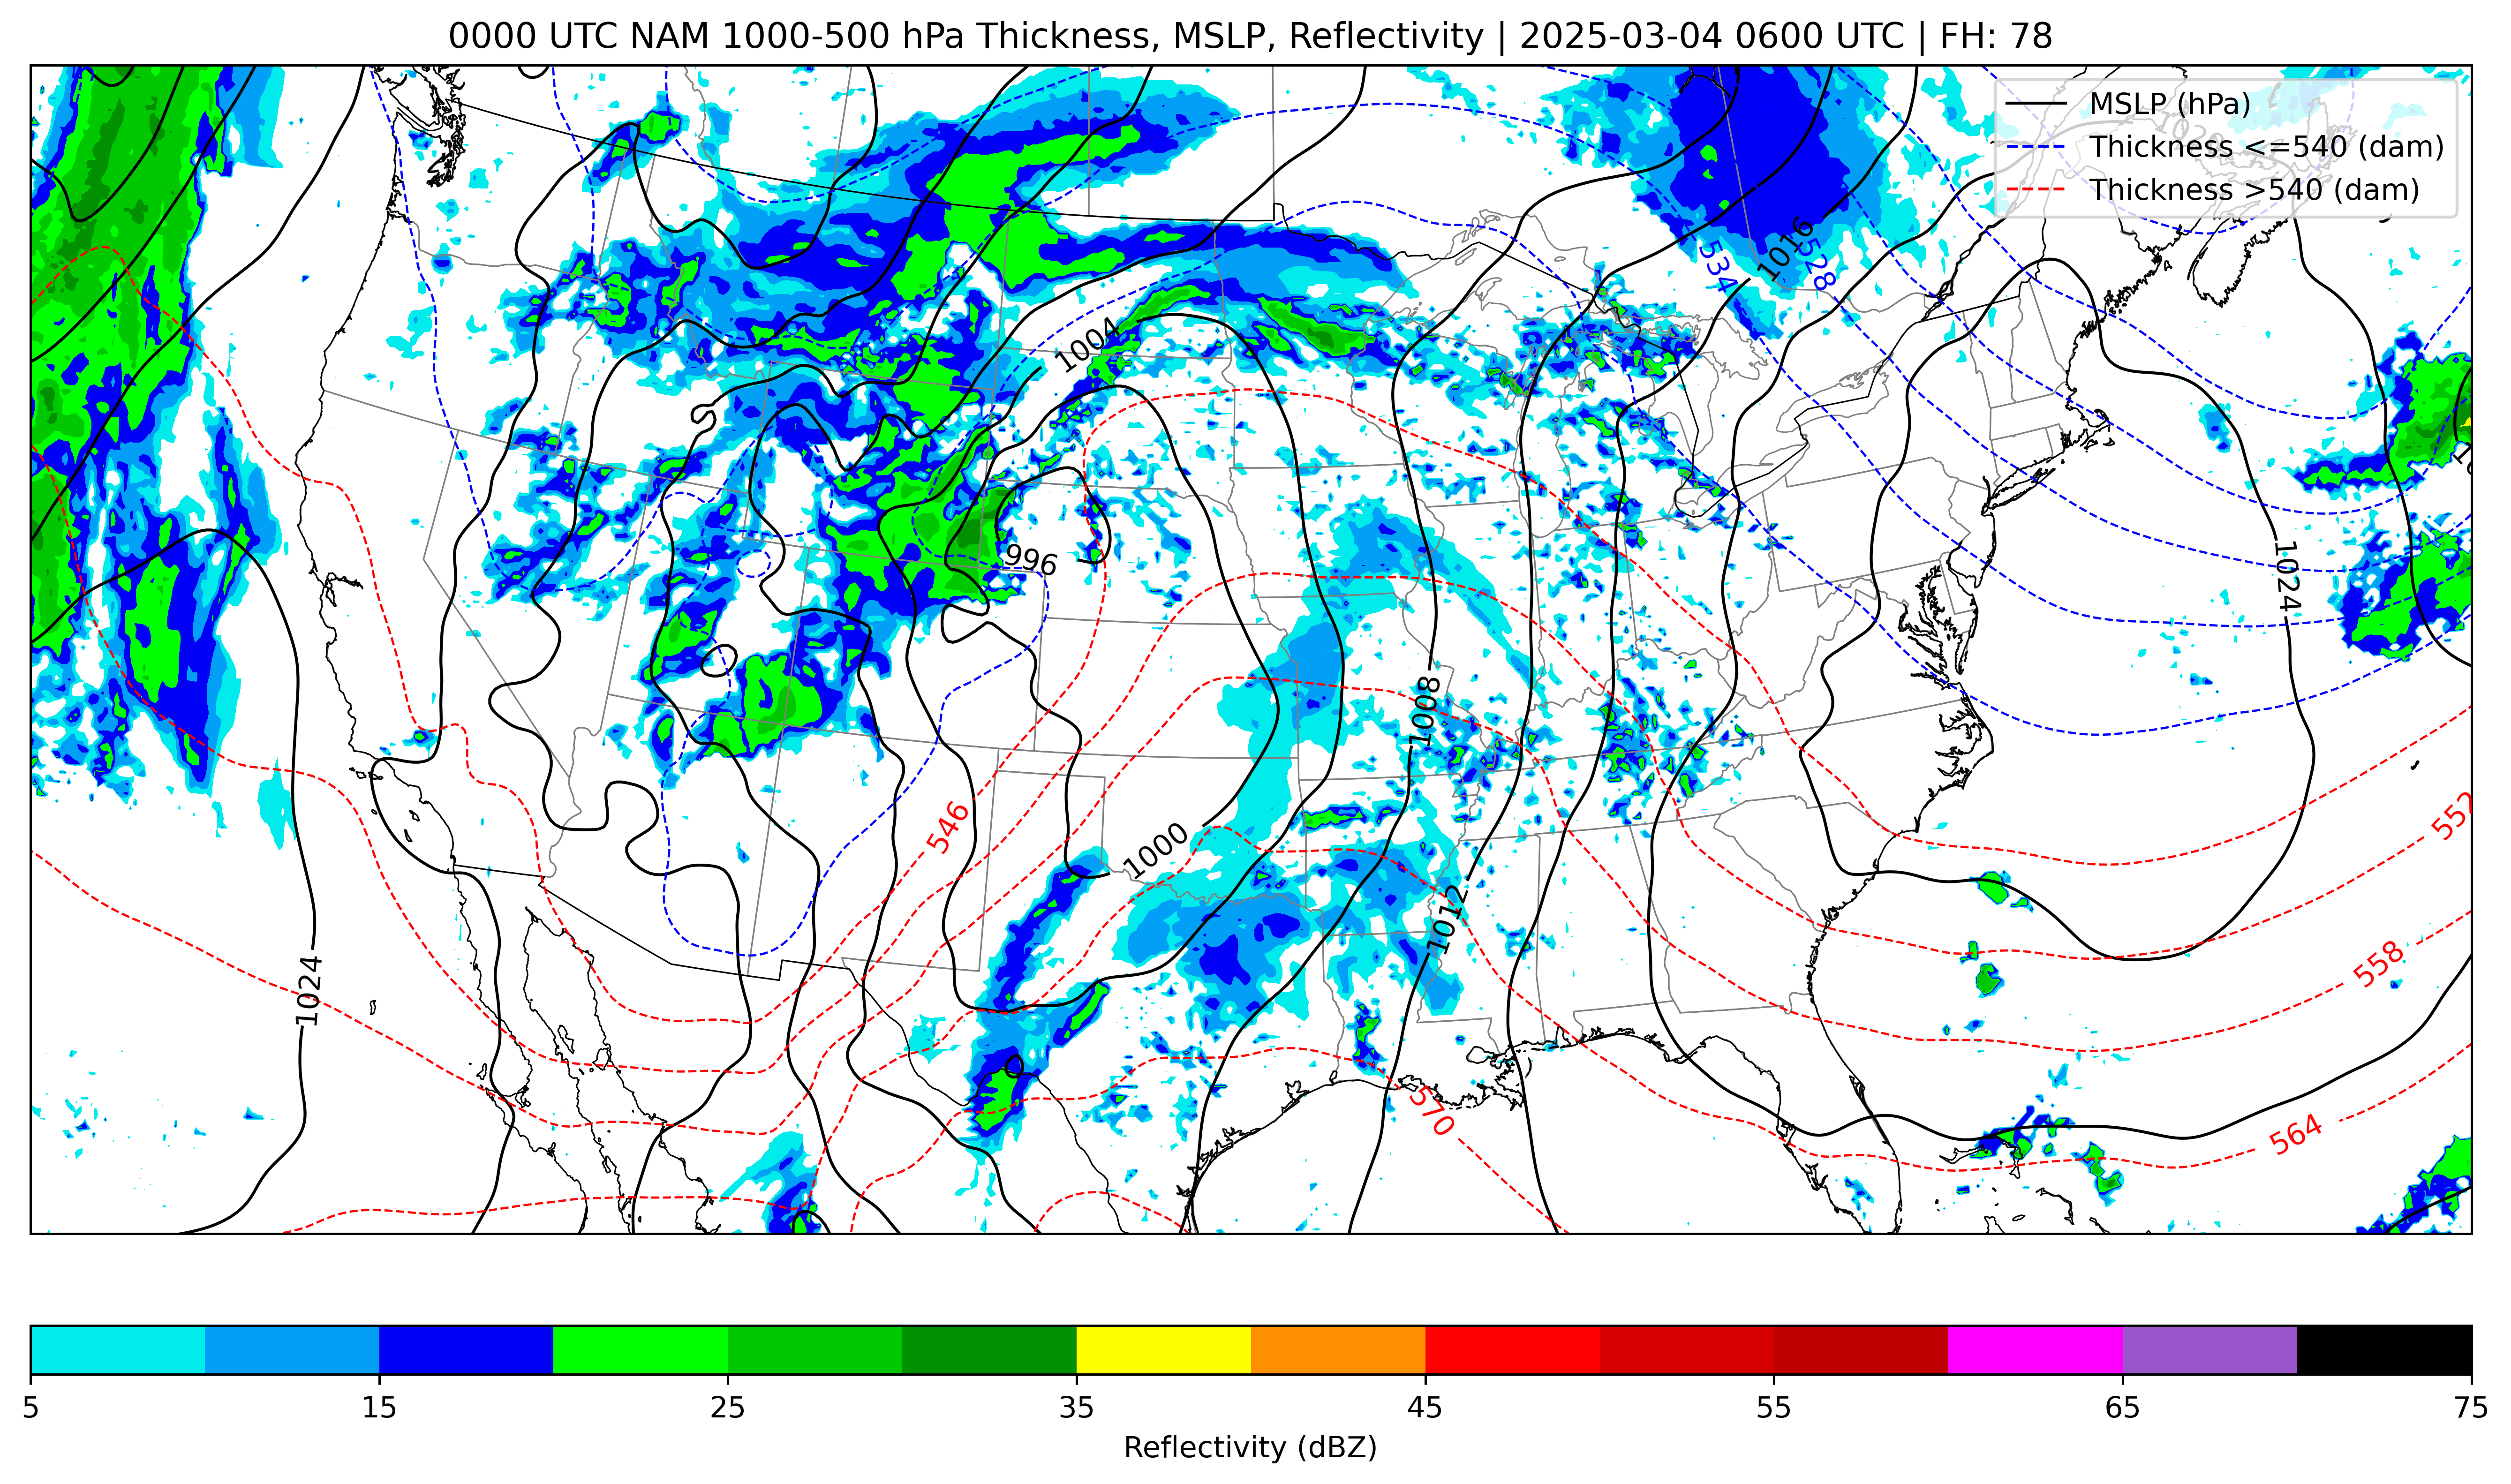 0000 UTC NAM 1000-500 hPa Thickness, MSLP, Reflectivity | 2025-03-04 0600 UTC | FH: 78
MSLP (hPa)
Thickness <=540 (dam)
Thickness >540 (dam)
1020
1016
534
528
1004
996
1024
1008
546
552
1000
1012
558
1024
570
564
5 15 25 35 45 55 65 75
Reflectivity (dBZ)